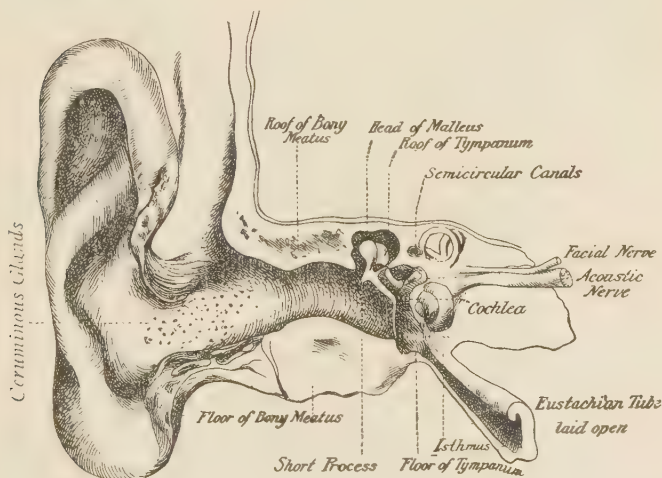 Roof of Bony
Meatus
Head of Malleus
Roof of Tympanum
Semicircular Canals
Facial Nerve
Acoustic
Nerve
Cochlea
Ceruminous Glands
Floor of Bony Meatus
Eustachian Tube
laid open
Isthmus
Short Process
Floor of Tympanum